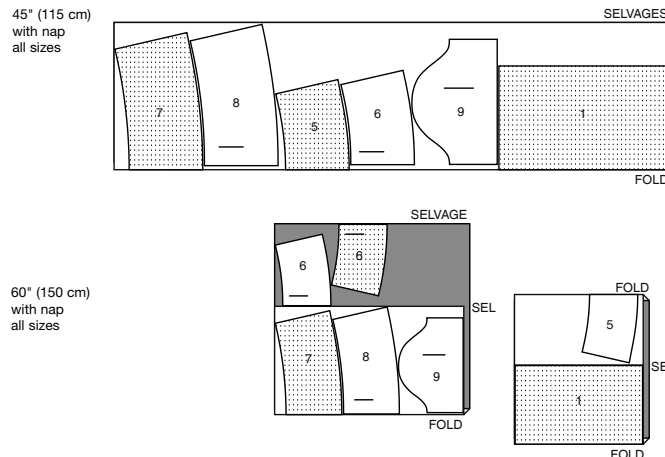 45" (115 cm)
with nap
all sizes
SELVAGES
7
8
5
6
9
1
FOLD
60" (150 cm)
with nap
all sizes
SELVAGE
6
6
SEL
7
8
9
FOLD
FOLD
5
SE
1
FOLD